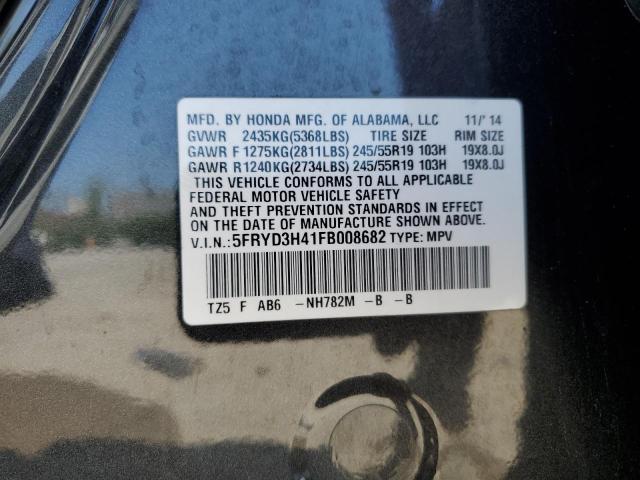 MFD. BY HONDA MFG. OF ALABAMA, LLC 11/'14
GVWR 2435KG(5368LBS) TIRE SIZE RIM SIZE
GAWR F 1275KG(2811LBS) 245/55R19 103H 19X8.0J
GAWR R1240KG(2734LBS) 245/55R19 103H 19X8.0J
THIS VEHICLE CONFORMS TO ALL APPLICABLE
FEDERAL MOTOR VEHICLE SAFETY
AND THEFT PREVENTION STANDARDS IN EFFECT
ON THE DATE OF MANUFACTURE SHOWN ABOVE.
V.I.N.:5FRYD3H41FB008682 TYPE: MPV
TZ5 F AB6 -NH782M -B -B